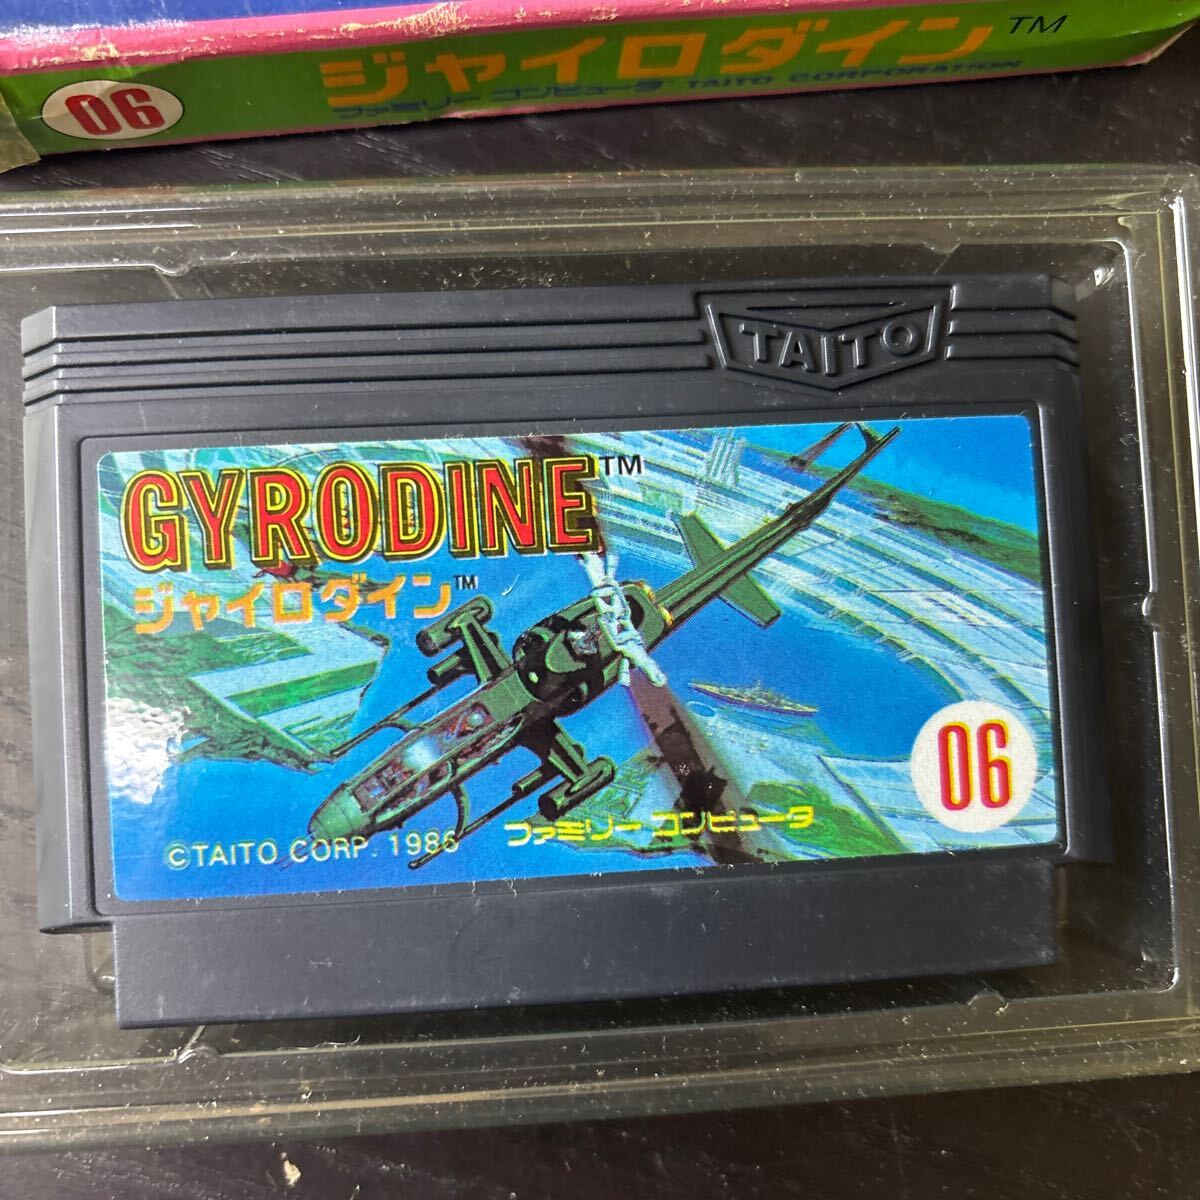 ジャイロダイン™
06
ファミリー コンピュータ TAITO CORPORATION
TAITO
GYRODINE™
ジャイロダイン™
06
©TAITO CORP. 1986
ファミリー コンピュータ